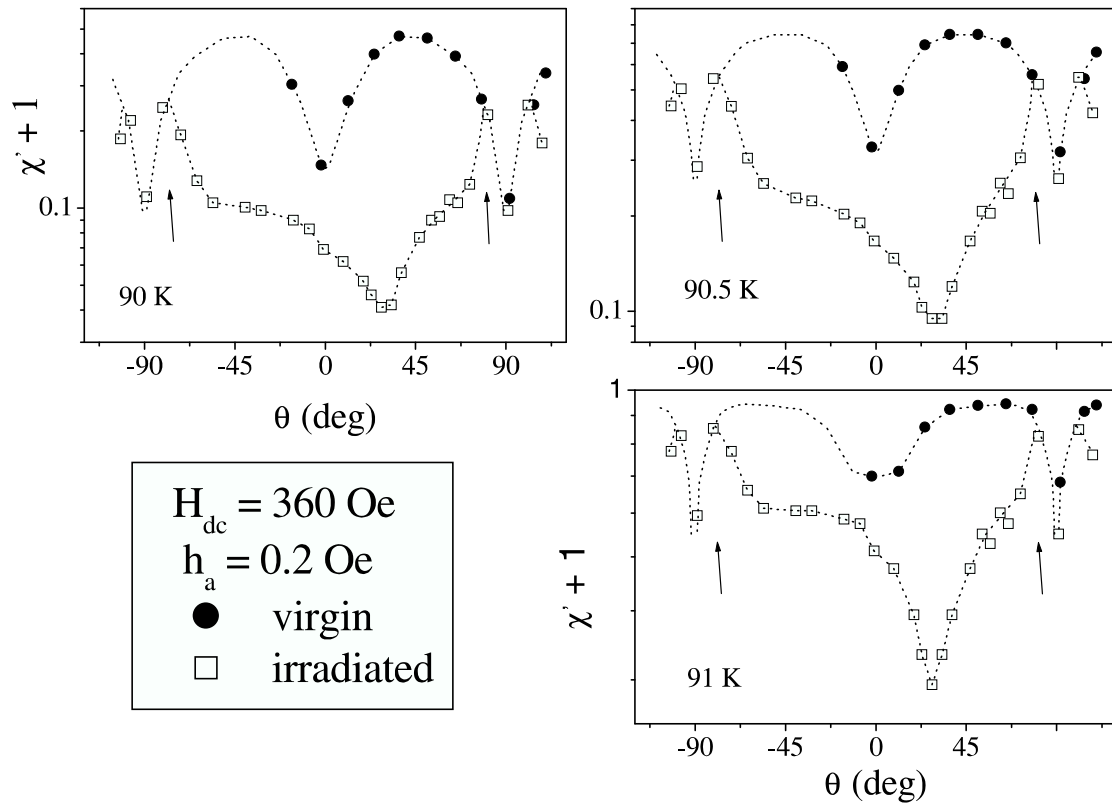 χ' + 1
0.1
90 K
-90 -45 0 45 90
θ (deg)
0.1
90.5 K
-90 -45 0 45
H_dc = 360 Oe
h_a = 0.2 Oe
virgin
irradiated
1
χ' + 1
91 K
-90 -45 0 45
θ (deg)